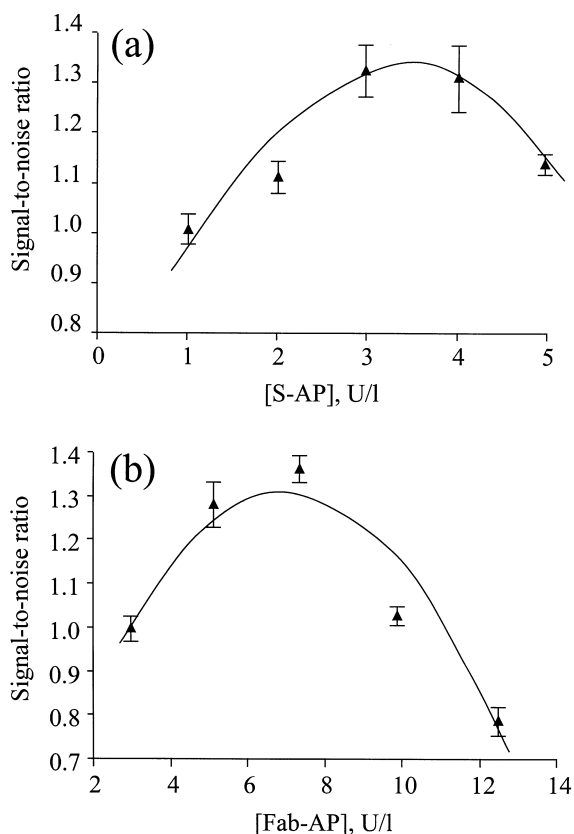 (a)
Signal-to-noise ratio
1.4
1.3
1.2
1.1
1.0
0.9
0.8
0 1 2 3 4 5
[S-AP], U/l
(b)
Signal-to-noise ratio
1.4
1.3
1.2
1.1
1.0
0.9
0.8
0.7
2 4 6 8 10 12 14
[Fab-AP], U/l